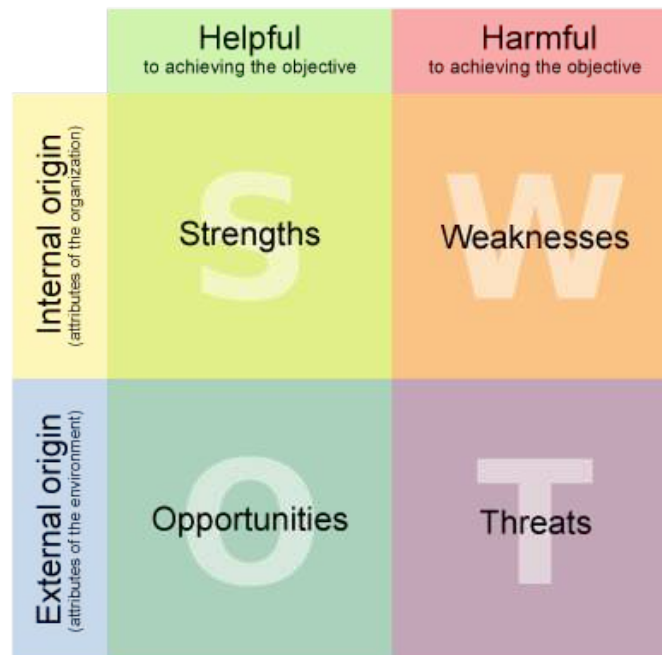 Helpful
to achieving the objective
Harmful
to achieving the objective
Internal origin
(attributes of the organization)
S
Strengths
W
Weaknesses
External origin
(attributes of the environment)
O
Opportunities
T
Threats